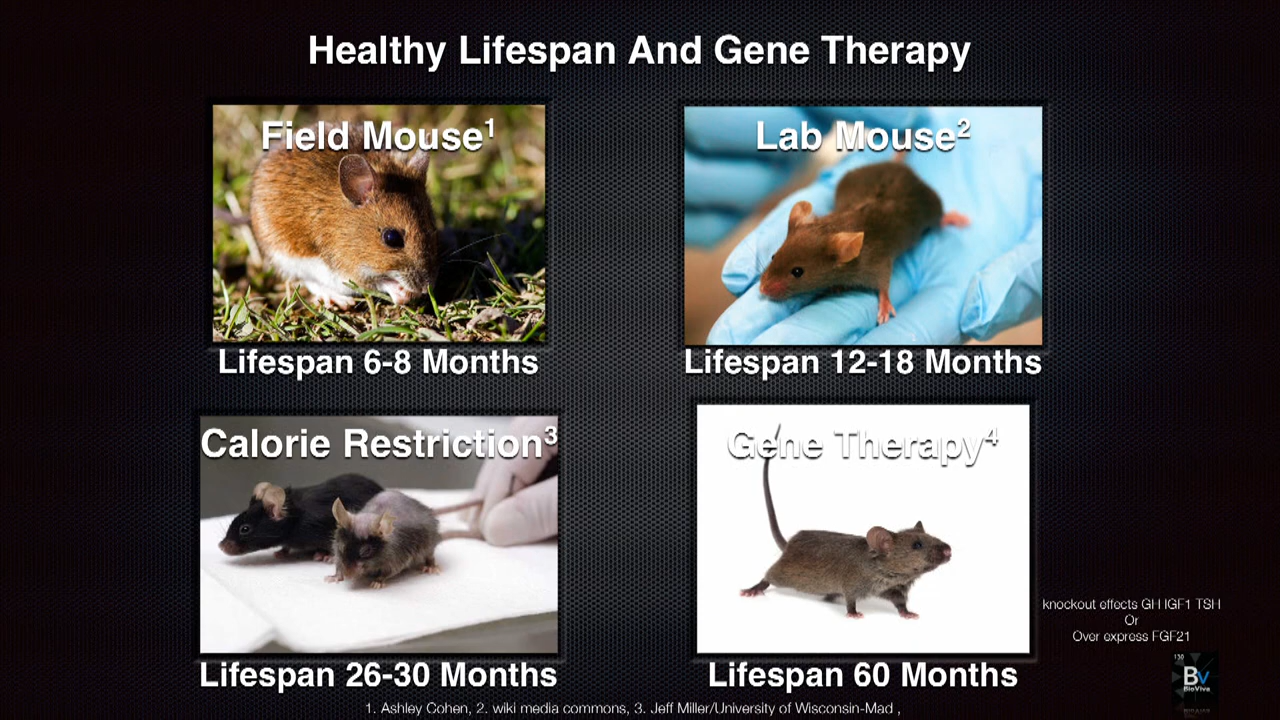 Healthy Lifespan And Gene Therapy
Field Mouse1
Lab Mouse2
Lifespan 6-8 Months
Lifespan 12-18 Months
Calorie Restriction3
Gene Therapy4
knockout effects GH IGF1 TSH
Or
Over express FGF21
Lifespan 26-30 Months
Lifespan 60 Months
130
Bv
BioViva
1. Ashley Cohen, 2. wiki media commons, 3. Jeff Miller/University of Wisconsin-Mad ,